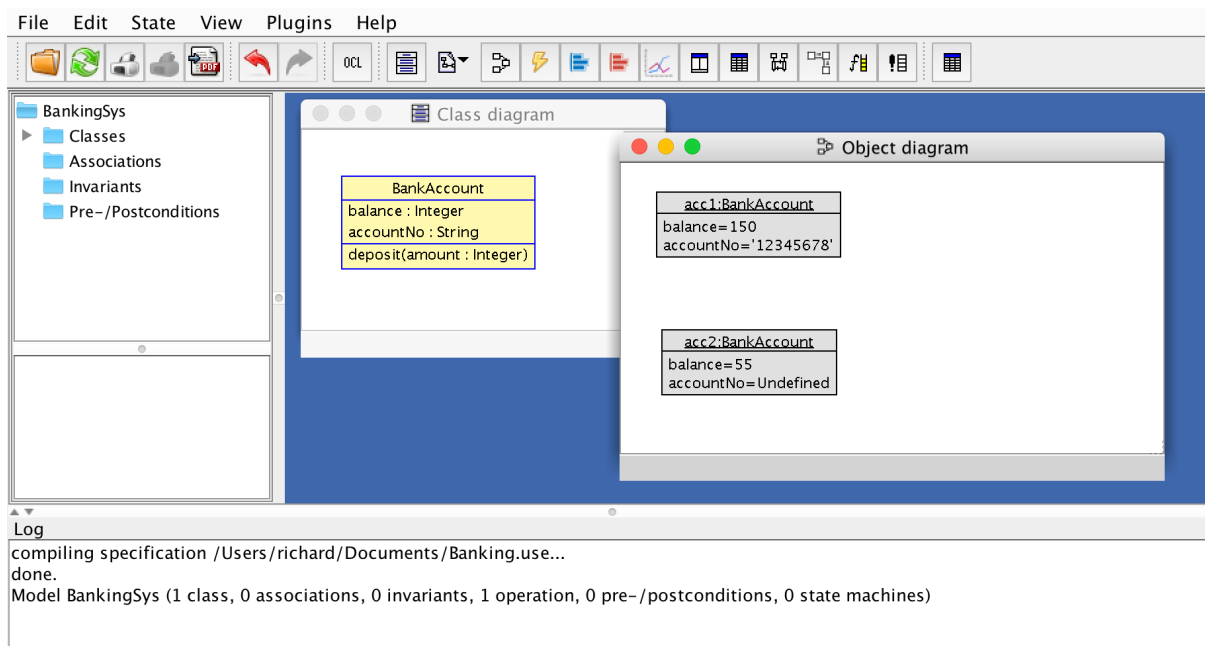 File Edit State View Plugins Help
PDF OCL
BankingSys
Classes
Associations
Invariants
Pre-/Postconditions
Class diagram
BankAccount
balance : Integer
accountNo : String
deposit(amount : Integer)
Object diagram
acc1:BankAccount
balance=150
accountNo='12345678'
acc2:BankAccount
balance=55
accountNo=Undefined
Log
compiling specification /Users/richard/Documents/Banking.use...
done.
Model BankingSys (1 class, 0 associations, 0 invariants, 1 operation, 0 pre-/postconditions, 0 state machines)